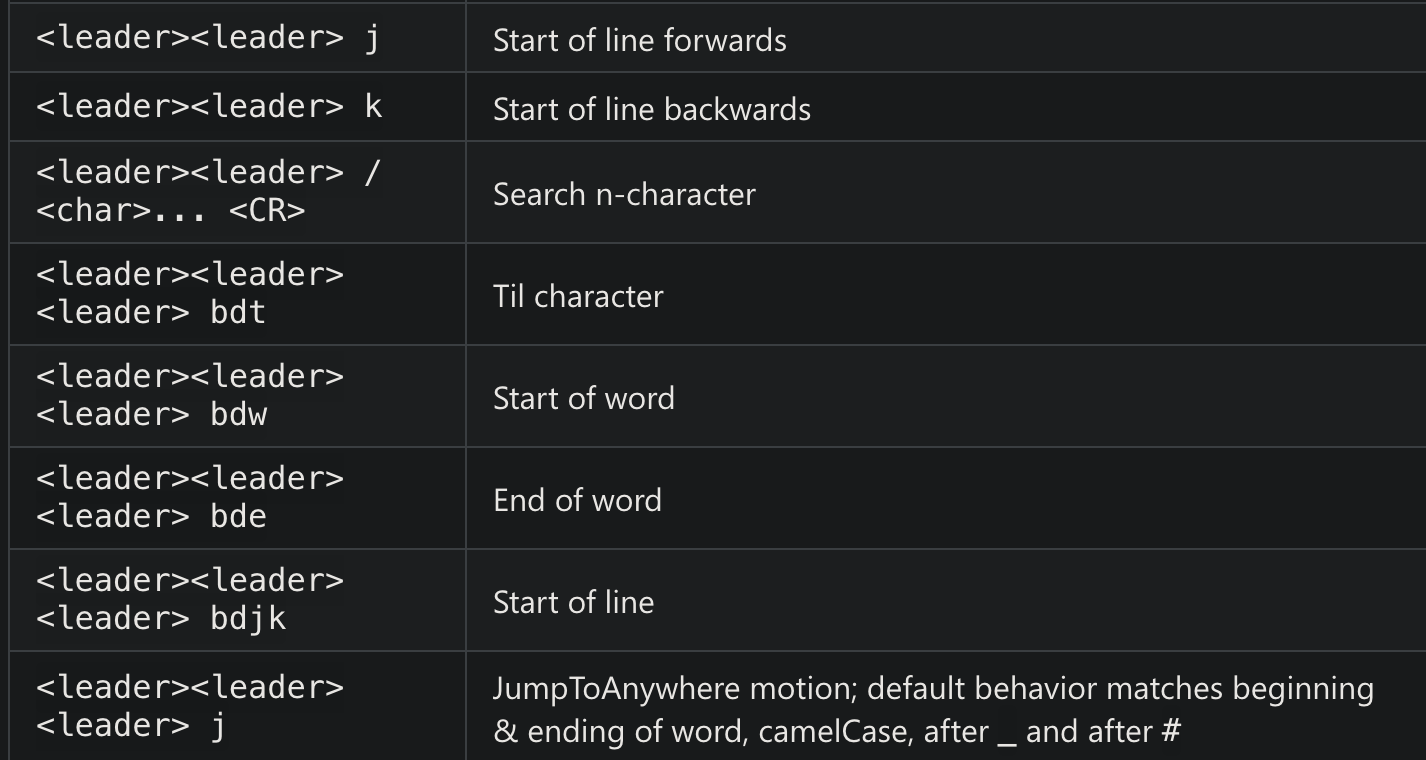 <leader><leader> j
Start of line forwards
<leader><leader> k
Start of line backwards
<leader><leader> /
<char>... <CR>
Search n-character
<leader><leader>
<leader> bdt
Til character
<leader><leader>
<leader> bdw
Start of word
<leader><leader>
<leader> bde
End of word
<leader><leader>
<leader> bdjk
Start of line
<leader><leader>
<leader> j
JumpToAnywhere motion; default behavior matches beginning
& ending of word, camelCase, after _ and after #